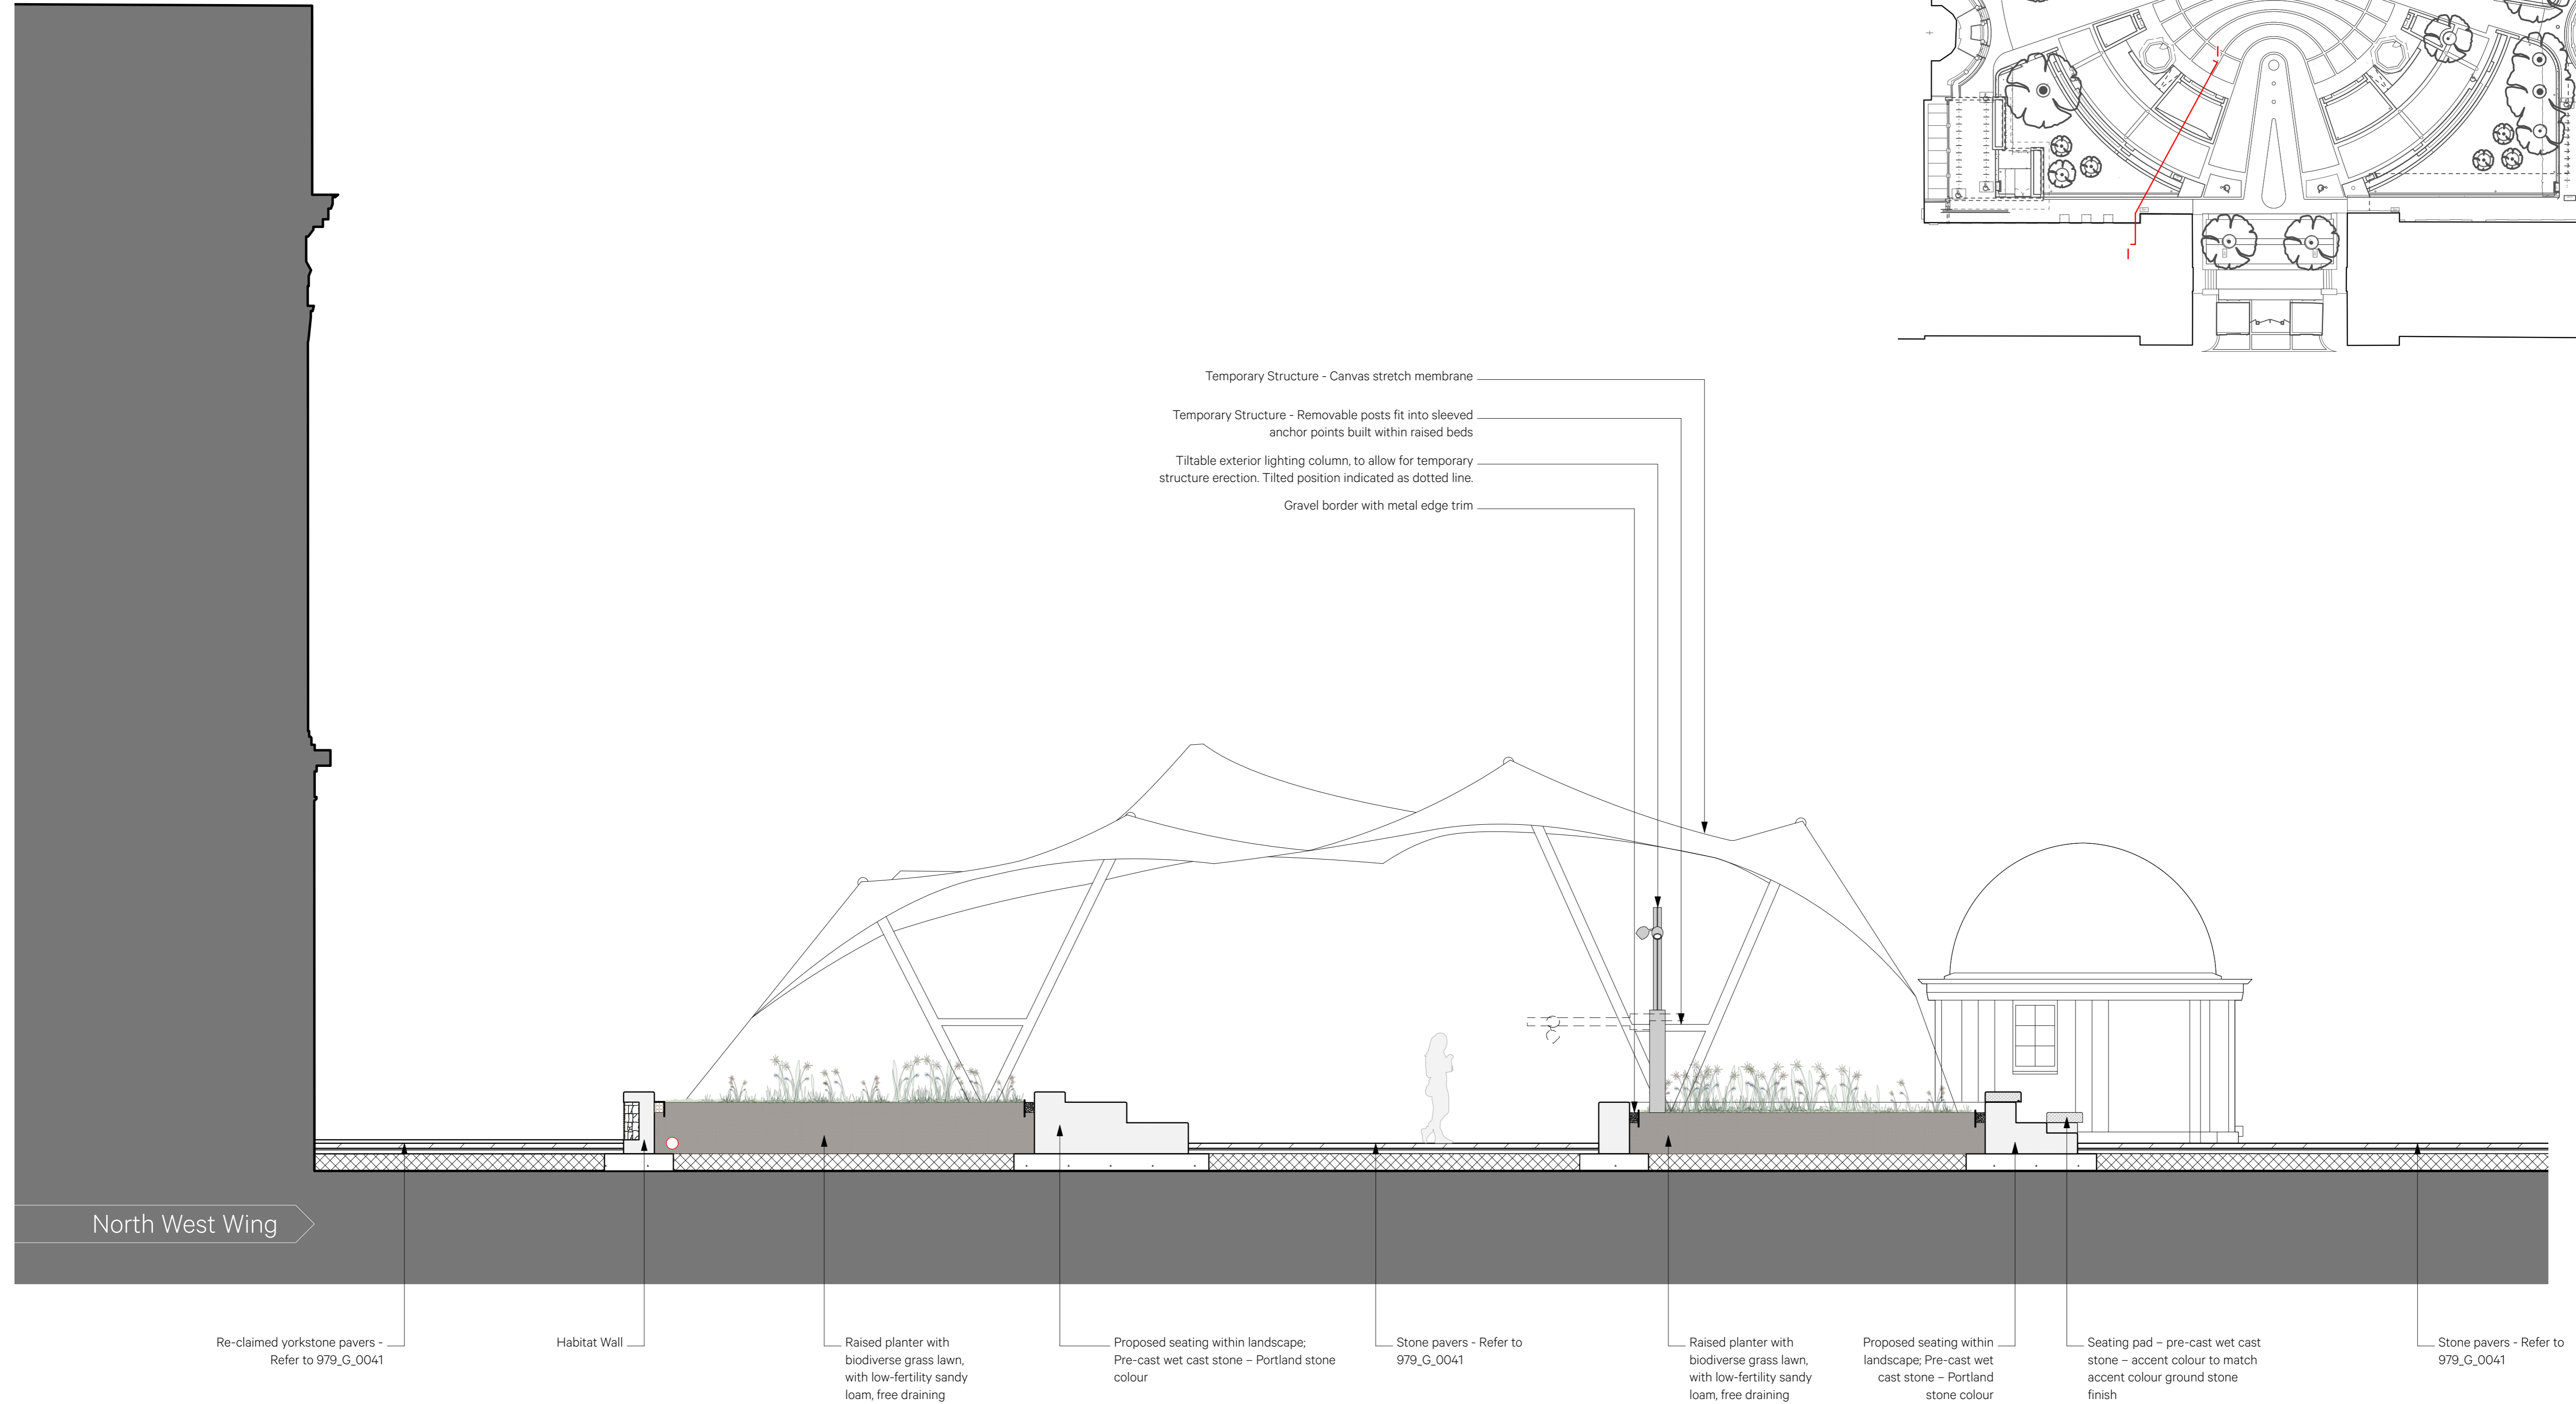 I
I
Temporary Structure - Canvas stretch membrane
Temporary Structure - Removable posts fit into sleeved
anchor points built within raised beds
Tiltable exterior lighting column, to allow for temporary
structure erection. Tilted position indicated as dotted line.
Gravel border with metal edge trim
North West Wing
Re-claimed yorkstone pavers -
Refer to 979_G_0041
Habitat Wall
Raised planter with
biodiverse grass lawn,
with low-fertility sandy
loam, free draining
Proposed seating within landscape;
Pre-cast wet cast stone – Portland stone
colour
Stone pavers - Refer to
979_G_0041
Raised planter with
biodiverse grass lawn,
with low-fertility sandy
loam, free draining
Proposed seating within
landscape; Pre-cast wet
cast stone – Portland
stone colour
Seating pad – pre-cast wet cast
stone – accent colour to match
accent colour ground stone
finish
Stone pavers - Refer to
979_G_0041